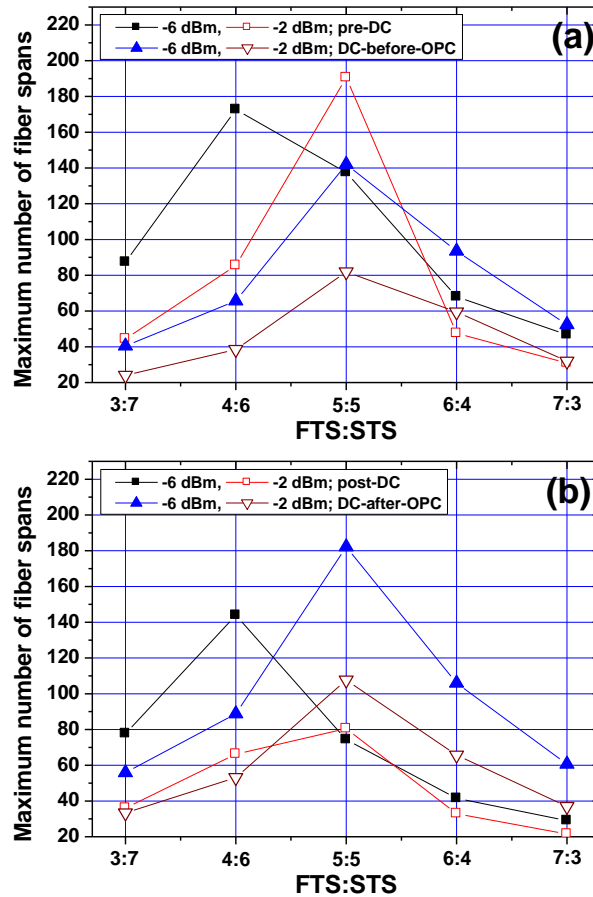 (a)
-6 dBm, -2 dBm; pre-DC
-6 dBm, -2 dBm; DC-before-OPC
Maximum number of fiber spans
220
200
180
160
140
120
100
80
60
40
20
3:7 4:6 5:5 6:4 7:3
FTS:STS
(b)
-6 dBm, -2 dBm; post-DC
-6 dBm, -2 dBm; DC-after-OPC
Maximum number of fiber spans
220
200
180
160
140
120
100
80
60
40
20
3:7 4:6 5:5 6:4 7:3
FTS:STS